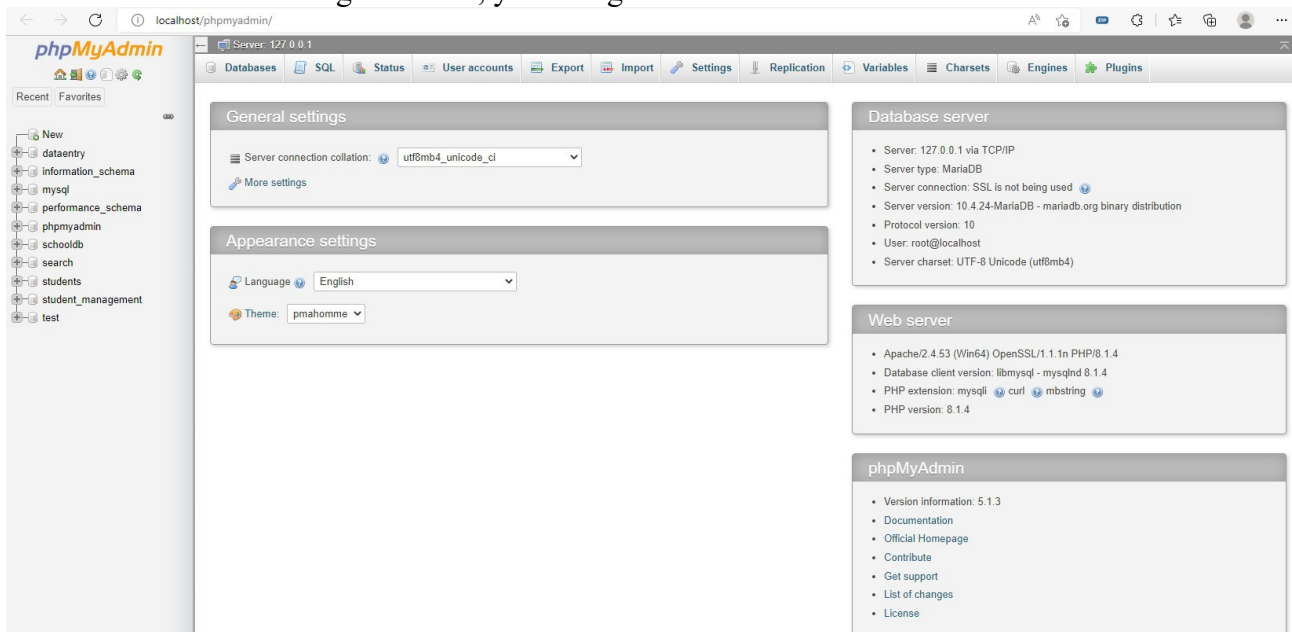 localhost/phpmyadmin/
phpMyAdmin
Recent Favorites
New
dataentry
information_schema
mysql
performance_schema
phpmyadmin
schooldb
search
students
student_management
test
Server: 127.0.0.1
Databases SQL Status User accounts Export Import Settings Replication Variables Charsets Engines Plugins
General settings
Server connection collation: utf8mb4_unicode_ci
More settings
Appearance settings
Language English
Theme: pmahomme
Database server
• Server: 127.0.0.1 via TCP/IP
• Server type: MariaDB
• Server connection: SSL is not being used
• Server version: 10.4.24-MariaDB - mariadb.org binary distribution
• Protocol version: 10
• User: root@localhost
• Server charset: UTF-8 Unicode (utf8mb4)
Web server
• Apache/2.4.53 (Win64) OpenSSL/1.1.1n PHP/8.1.4
• Database client version: libmysql - mysqlnd 8.1.4
• PHP extension: mysqli curl mbstring
• PHP version: 8.1.4
phpMyAdmin
• Version information: 5.1.3
• Documentation
• Official Homepage
• Contribute
• Get support
• List of changes
• License